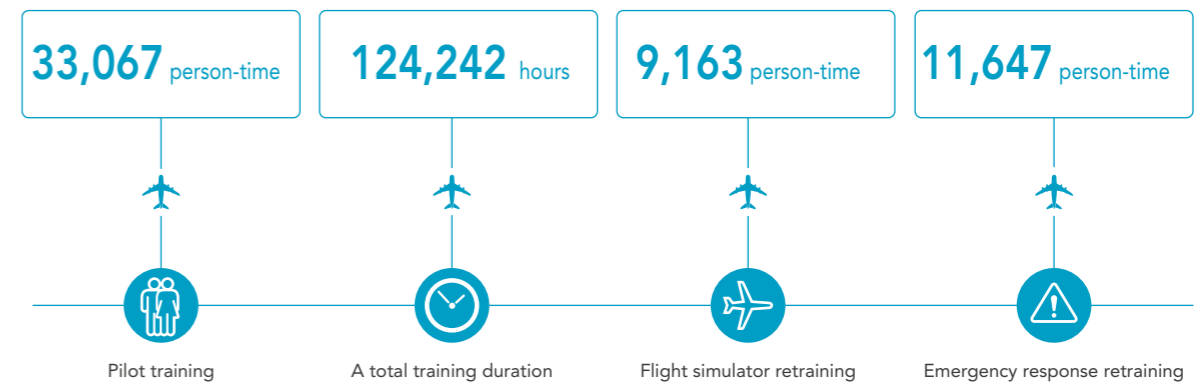 33,067 person-time
124,242 hours
9,163 person-time
11,647 person-time
Pilot training
A total training duration
Flight simulator retraining
Emergency response retraining